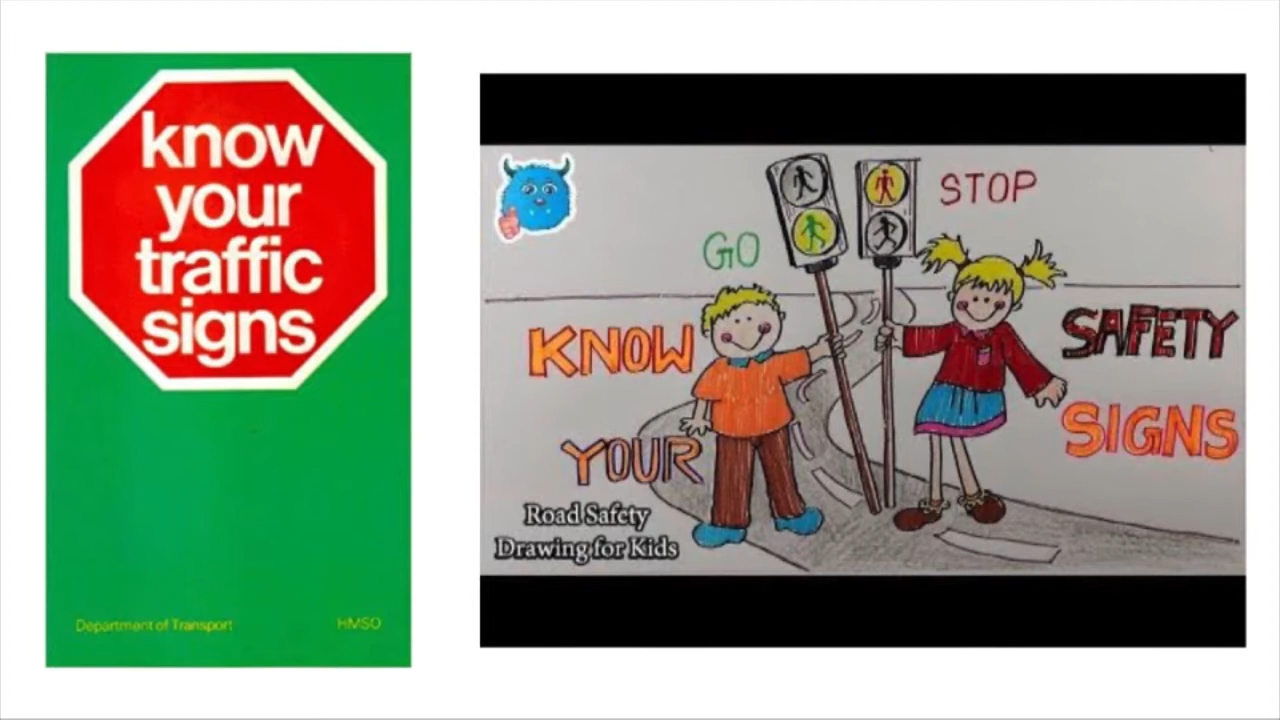 know
your
traffic
signs
Department of Transport HMSO
GO
STOP
KNOW
YOUR
SAFETY
SIGNS
Road Safety
Drawing for Kids